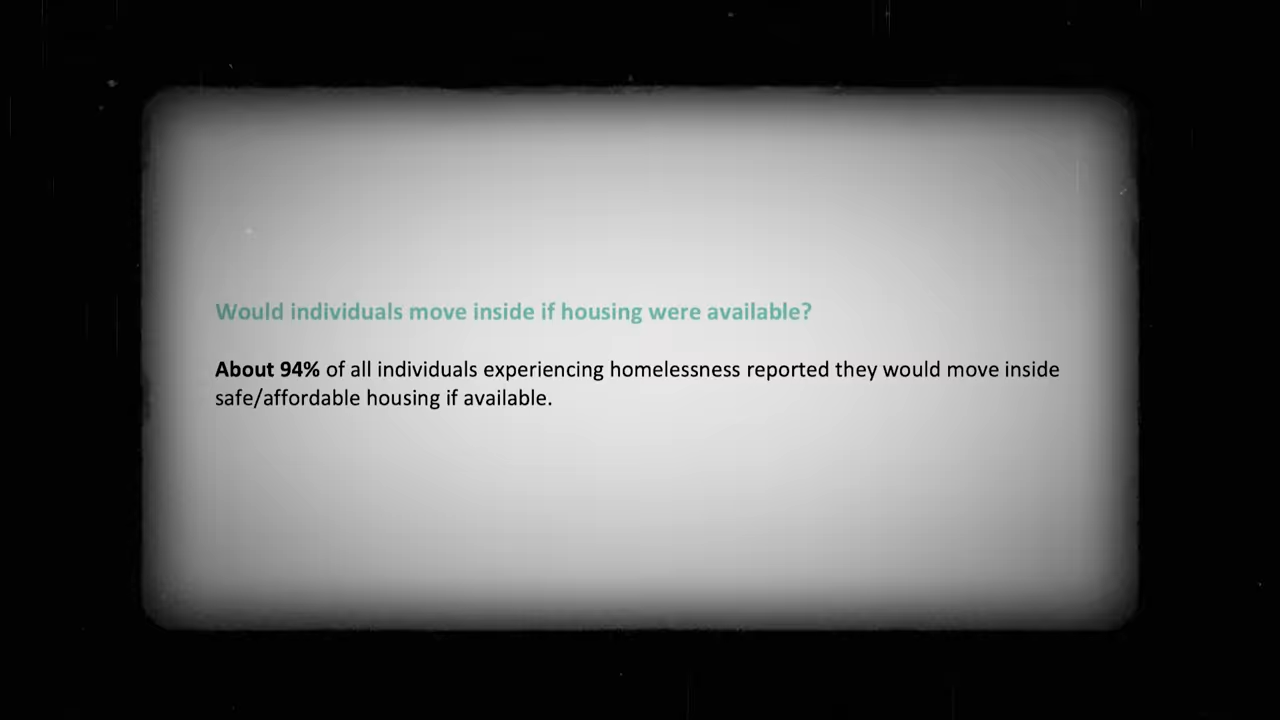 Would individuals move inside if housing were available?
About 94% of all individuals experiencing homelessness reported they would move inside
safe/affordable housing if available.